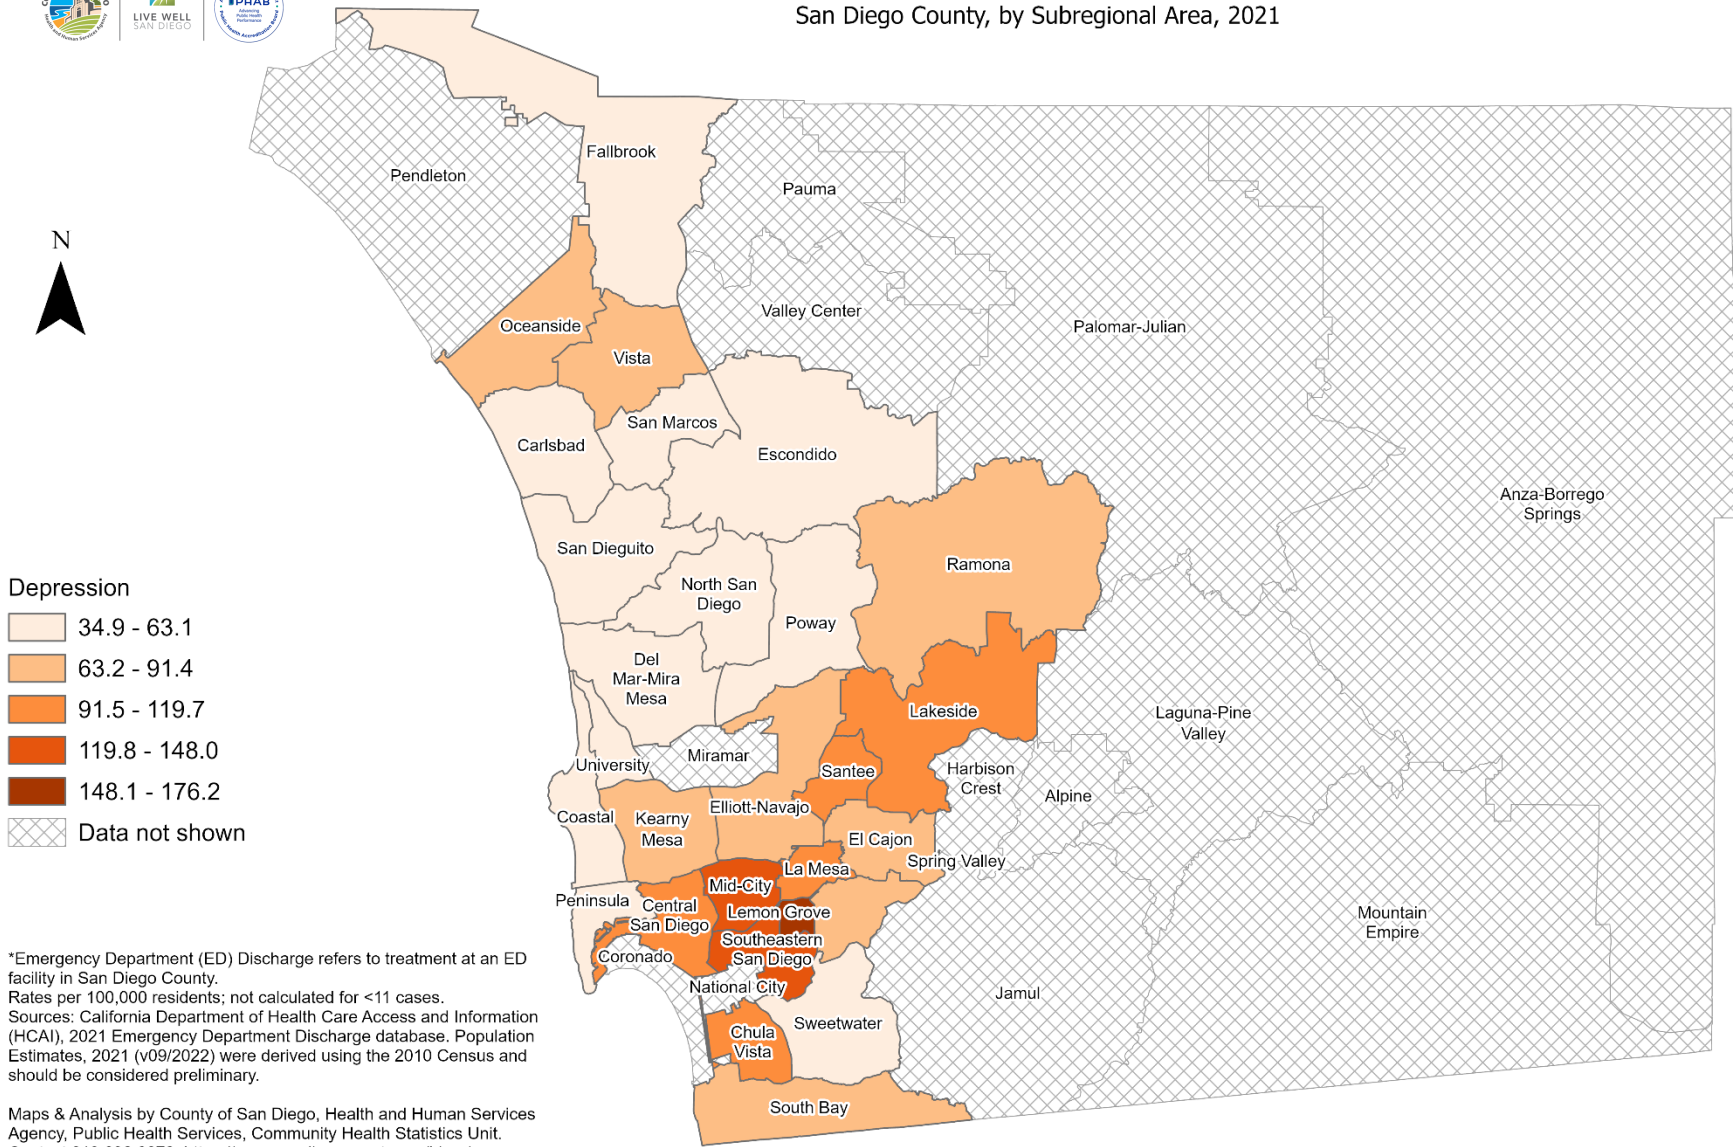 PHAB
Advancing
Public Health
Performance
LIVE WELL
SAN DIEGO
San Diego County, by Subregional Area, 2021
Fallbrook
Pendleton
Pauma
N
Valley Center
Oceanside
Palomar-Julian
Vista
San Marcos
Carlsbad
Escondido
Anza-Borrego
Springs
San Dieguito
Ramona
North San
Diego
Poway
Del
Mar-Mira
Mesa
Lakeside
Laguna-Pine
Valley
Miramar
University
Santee
Harbison
Crest
Alpine
Elliott-Navajo
Coastal
Kearny
Mesa
El Cajon
Spring Valley
La Mesa
Mid-City
Peninsula
Central
San Diego
Lemon Grove
Mountain
Empire
Southeastern
San Diego
Coronado
National City
Jamul
Sweetwater
Chula
Vista
South Bay
Depression
34.9 - 63.1
63.2 - 91.4
91.5 - 119.7
119.8 - 148.0
148.1 - 176.2
Data not shown
*Emergency Department (ED) Discharge refers to treatment at an ED
facility in San Diego County.
Rates per 100,000 residents; not calculated for <11 cases.
Sources: California Department of Health Care Access and Information
(HCAI), 2021 Emergency Department Discharge database. Population
Estimates, 2021 (v09/2022) were derived using the 2010 Census and
should be considered preliminary.
Maps & Analysis by County of San Diego, Health and Human Services
Agency, Public Health Services, Community Health Statistics Unit.